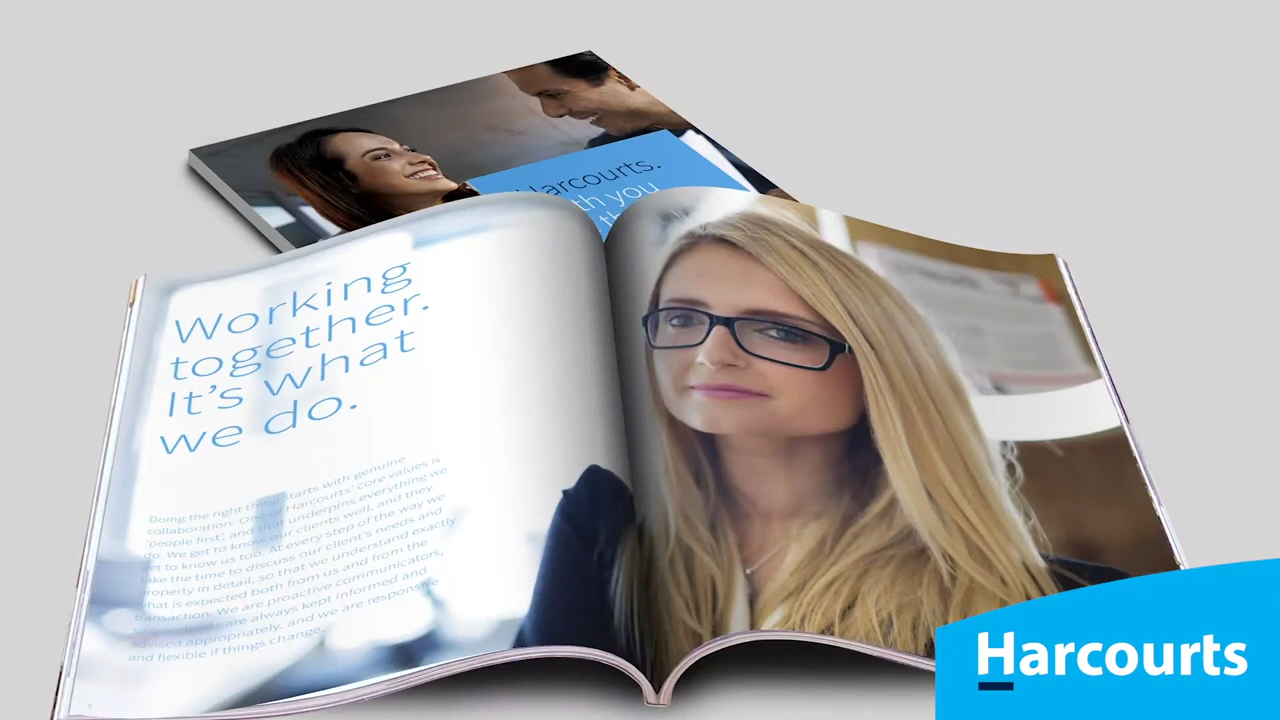 Harcourts.
th you
Working
together.
It's what
we do.
Doing the right thing starts with genuine
collaboration. One of Harcourts' core values is
'people first', and that underpins everything we
do. We get to know our clients well, and they
get to know us too. At every step of the way we
take the time to discuss our client's needs and
property in detail, so that we understand exactly
what is expected both from us and from the
transaction. We are proactive communicators,
are always kept informed and
advised appropriately, and we are responsive
and flexible if things change.
Harcourts